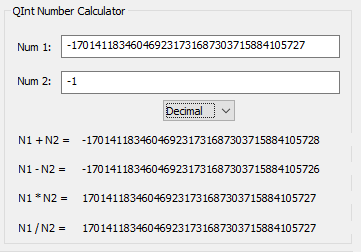 QInt Number Calculator
Num 1: -170141183460469231731687303715884105727
Num 2: -1
Decimal
N1 + N2 = -170141183460469231731687303715884105728
N1 - N2 = -170141183460469231731687303715884105726
N1 * N2 = 170141183460469231731687303715884105727
N1 / N2 = 170141183460469231731687303715884105727